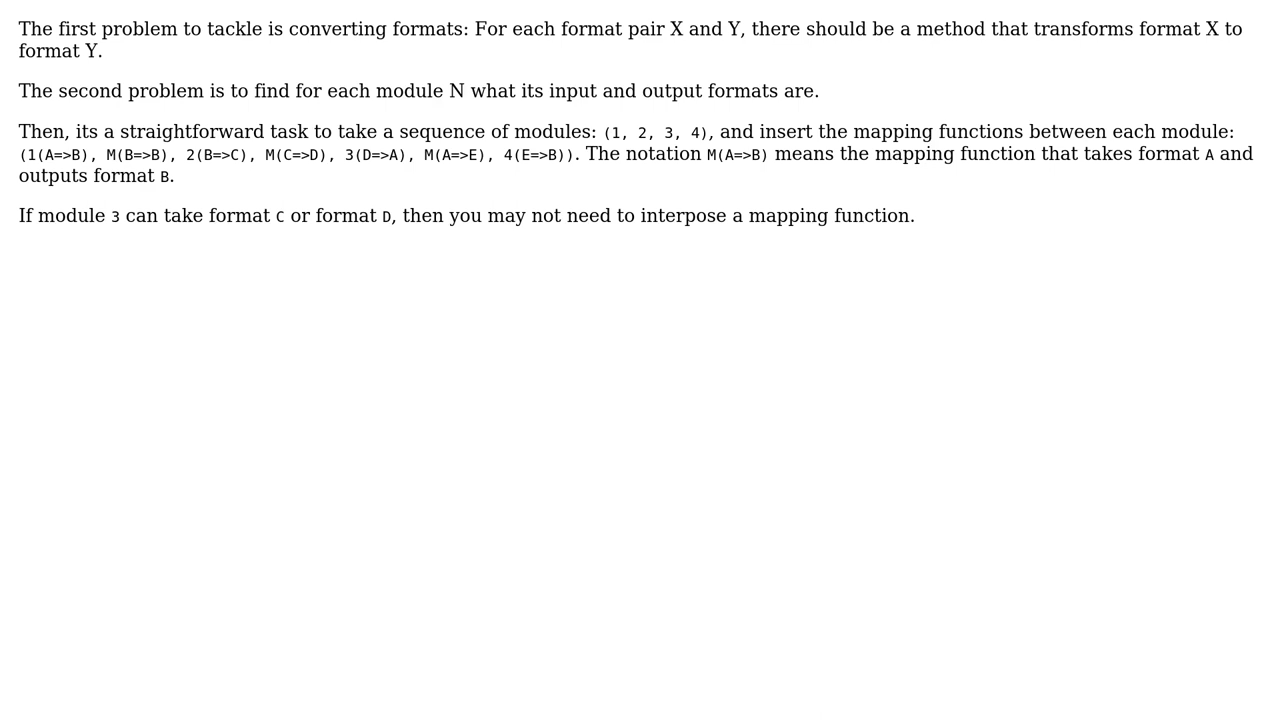 The first problem to tackle is converting formats: For each format pair X and Y, there should be a method that transforms format X to
format Y.
The second problem is to find for each module N what its input and output formats are.
Then, its a straightforward task to take a sequence of modules: (1, 2, 3, 4), and insert the mapping functions between each module:
(1(A=>B), M(B=>B), 2(B=>C), M(C=>D), 3(D=>A), M(A=>E), 4(E=>B)). The notation M(A=>B) means the mapping function that takes format A and
outputs format B.
If module 3 can take format C or format D, then you may not need to interpose a mapping function.